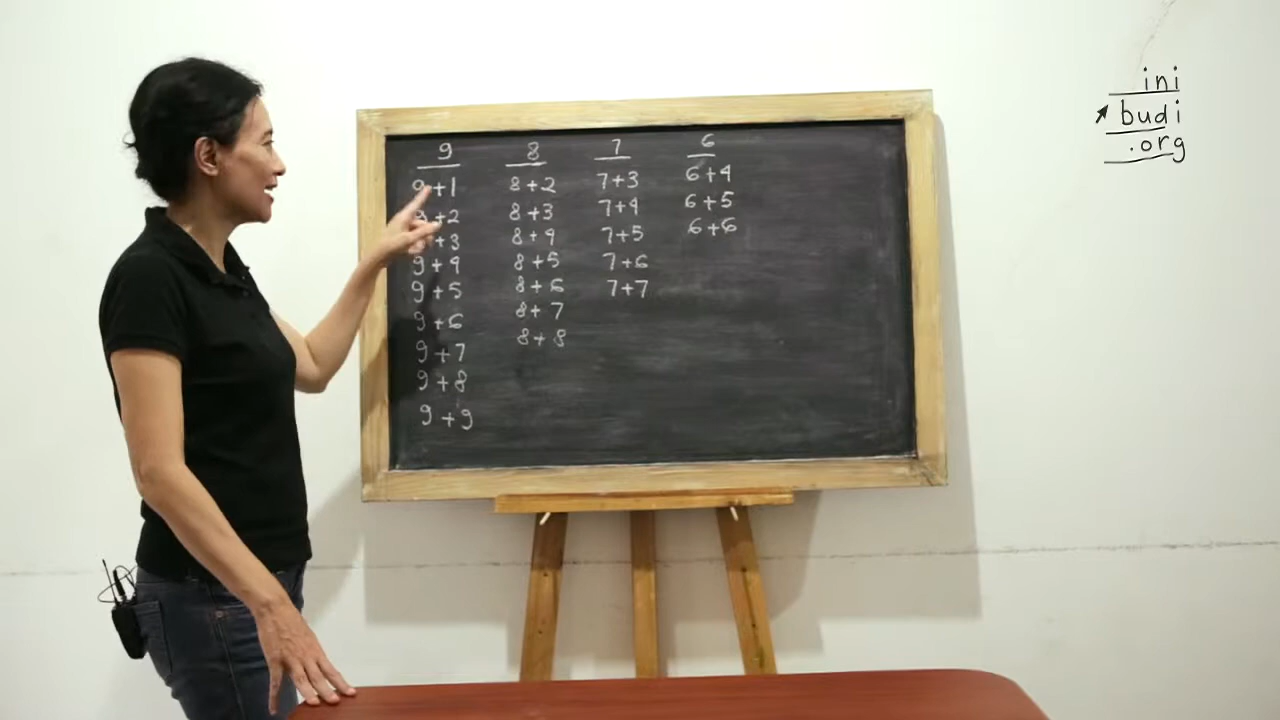 9 8 7 6
9+1 8+2 7+3 6+4
9+2 8+3 7+4 6+5
+3 8+4 7+5 6+6
9+4 8+5 7+6
9+5 8+6 7+7
9+6 8+7
9+7 8+8
9+8
9+9
ini
budi
.org